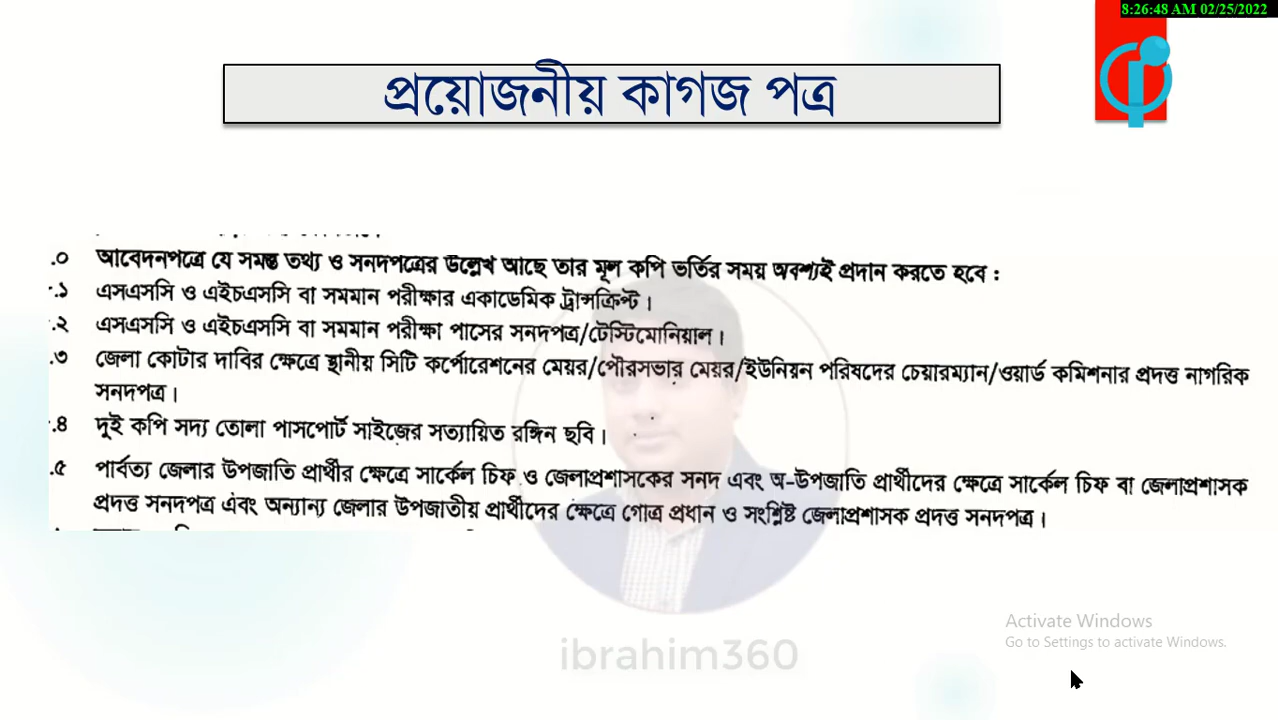 8:26:48 AM 02/25/2022
প্রয়োজনীয় কাগজ পত্র
.০ আবেদনপত্রে যে সমস্ত তথ্য ও সনদপত্রের উল্লেখ আছে তার মূল কপি ভর্তির সময় অবশ্যই প্রদান করতে হবে :
.১ এসএসসি ও এইচএসসি বা সমমান পরীক্ষার একাডেমিক ট্রান্সক্রিপ্ট।
.২ এসএসসি ও এইচএসসি বা সমমান পরীক্ষা পাসের সনদপত্র/টেস্টিমোনিয়াল।
.৩ জেলা কোটার দাবির ক্ষেত্রে স্থানীয় সিটি কর্পোরেশনের মেয়র/পৌরসভার মেয়র/ইউনিয়ন পরিষদের চেয়ারম্যান/ওয়ার্ড কমিশনার প্রদত্ত নাগরিক
সনদপত্র।
.৪ দুই কপি সদ্য তোলা পাসপোর্ট সাইজের সত্যায়িত রঙ্গিন ছবি।
.৫ পার্বত্য জেলার উপজাতি প্রার্থীর ক্ষেত্রে সার্কেল চিফ ও জেলাপ্রশাসকের সনদ এবং অ-উপজাতি প্রার্থীদের ক্ষেত্রে সার্কেল চিফ বা জেলাপ্রশাসক
প্রদত্ত সনদপত্র এবং অন্যান্য জেলার উপজাতীয় প্রার্থীদের ক্ষেত্রে গোত্র প্রধান ও সংশ্লিষ্ট জেলাপ্রশাসক প্রদত্ত সনদপত্র।
ibrahim360
Activate Windows
Go to Settings to activate Windows.